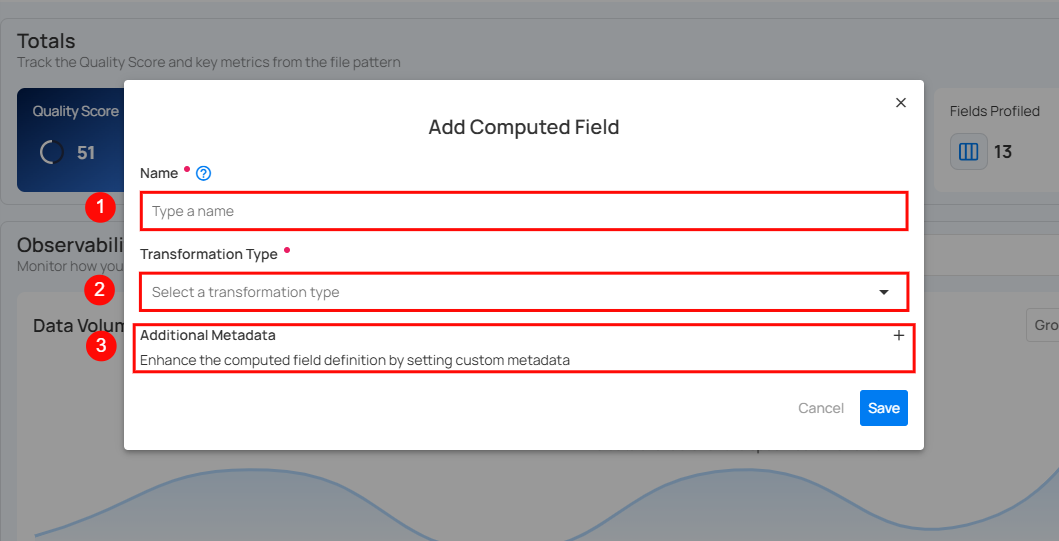 Totals
Track the Quality Score and key metrics from the file pattern
Quality Score
51
Fields Profiled
13
Add Computed Field
Name
1
Type a name
Transformation Type
2
Select a transformation type
3
Additional Metadata
Enhance the computed field definition by setting custom metadata
Cancel
Save
Observabili
Monitor how you
Data Volum
Gro